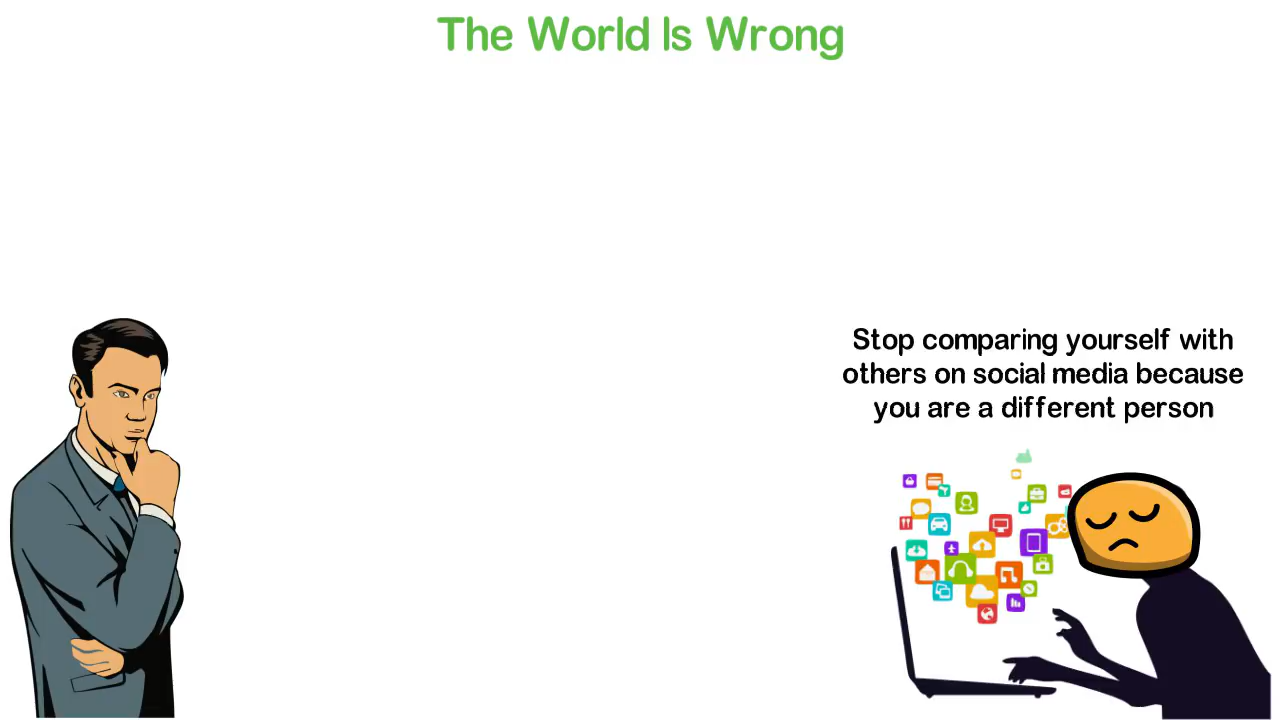 The World Is Wrong
Stop comparing yourself with
others on social media because
you are a different person